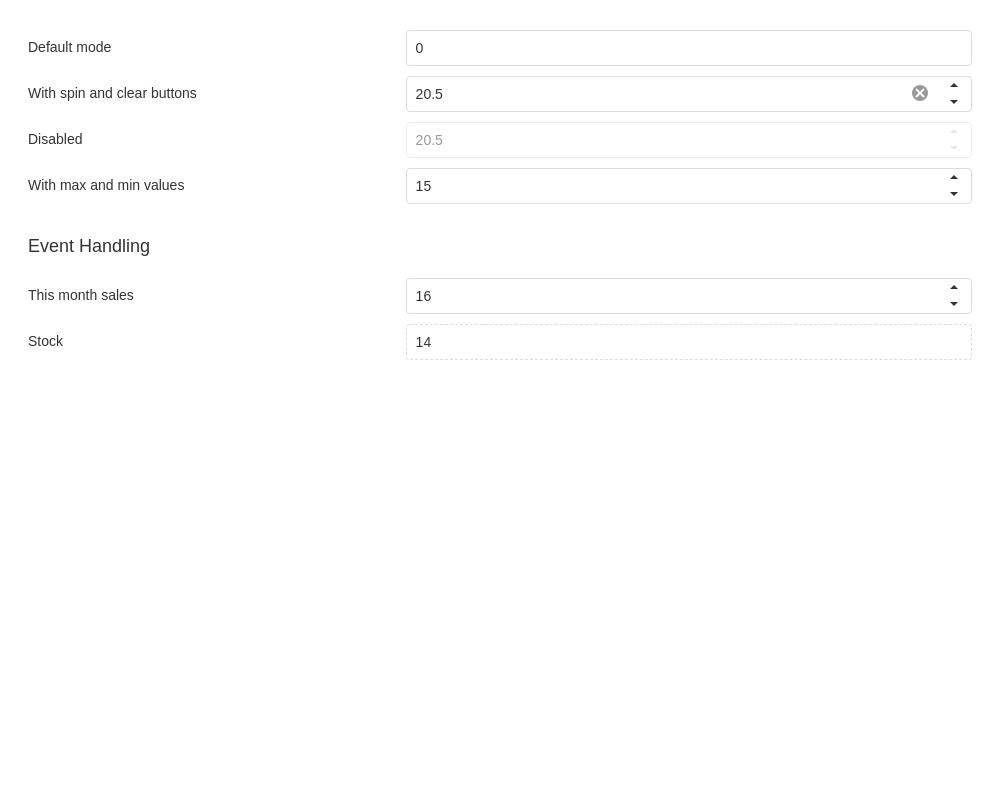 Default mode 0
With spin and clear buttons 20.5
Disabled 20.5
With max and min values 15
Event Handling
This month sales 16
Stock 14